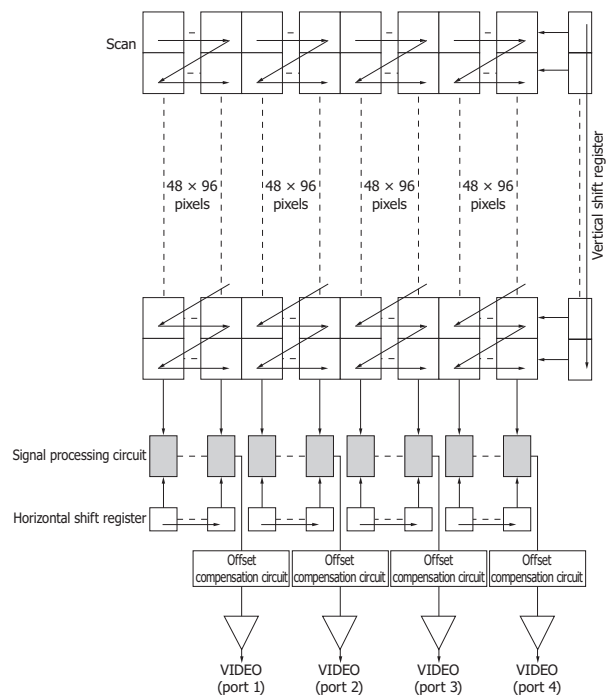 Scan
48 × 96
pixels
48 × 96
pixels
48 × 96
pixels
48 × 96
pixels
Vertical shift register
Signal processing circuit
Horizontal shift register
Offset
compensation circuit
Offset
compensation circuit
Offset
compensation circuit
Offset
compensation circuit
VIDEO
(port 1)
VIDEO
(port 2)
VIDEO
(port 3)
VIDEO
(port 4)